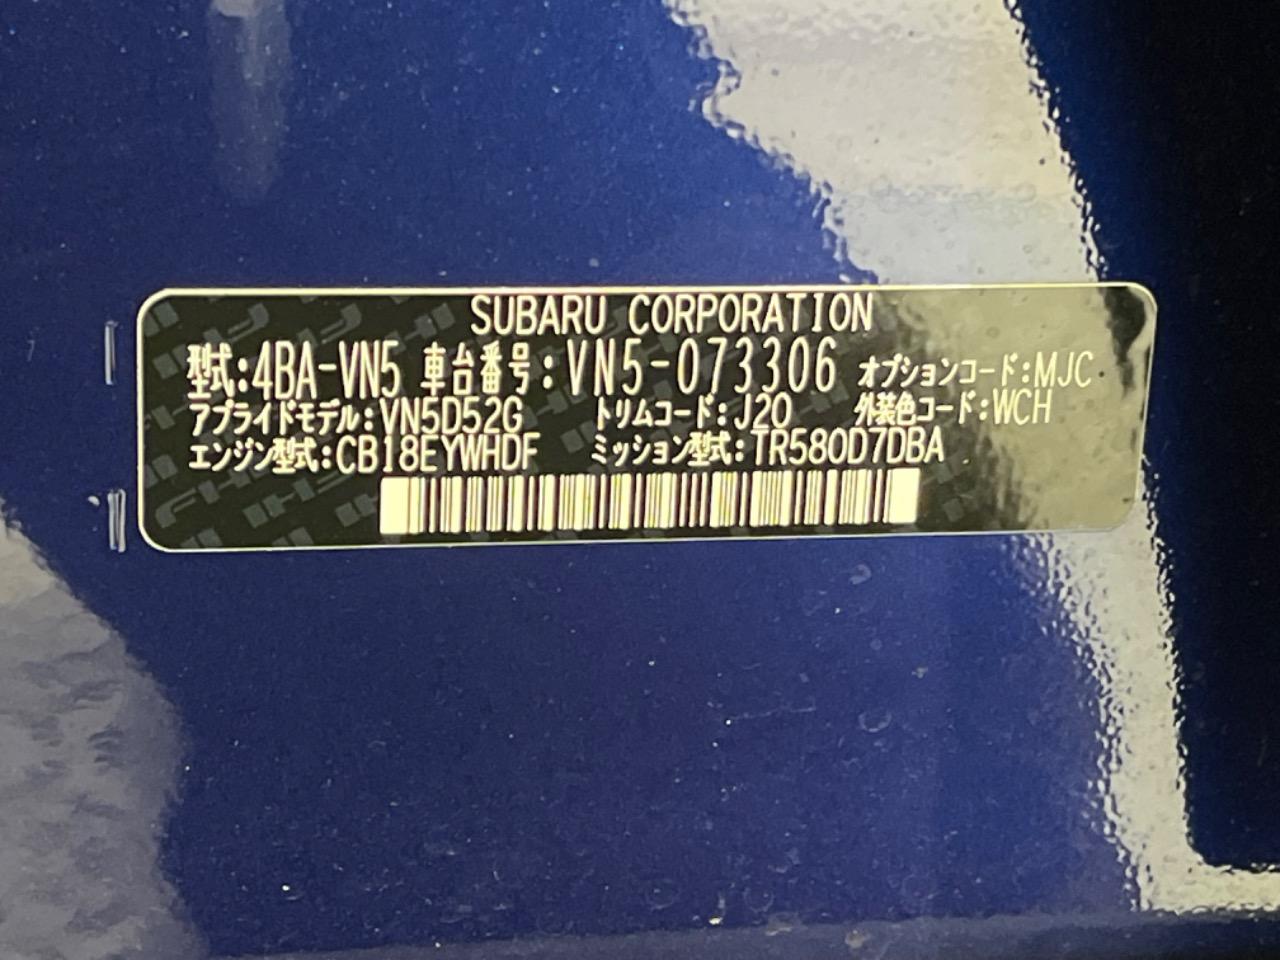 SUBARU CORPORATION
型式:4BA-VN5 車台番号:VN5-073306 オプションコード:MJC
アプライドモデル:VN5D52G トリムコード:J20 外装色コード:WCH
エンジン型式:CB18EYWHDF ミッション型式:TR580D7DBA